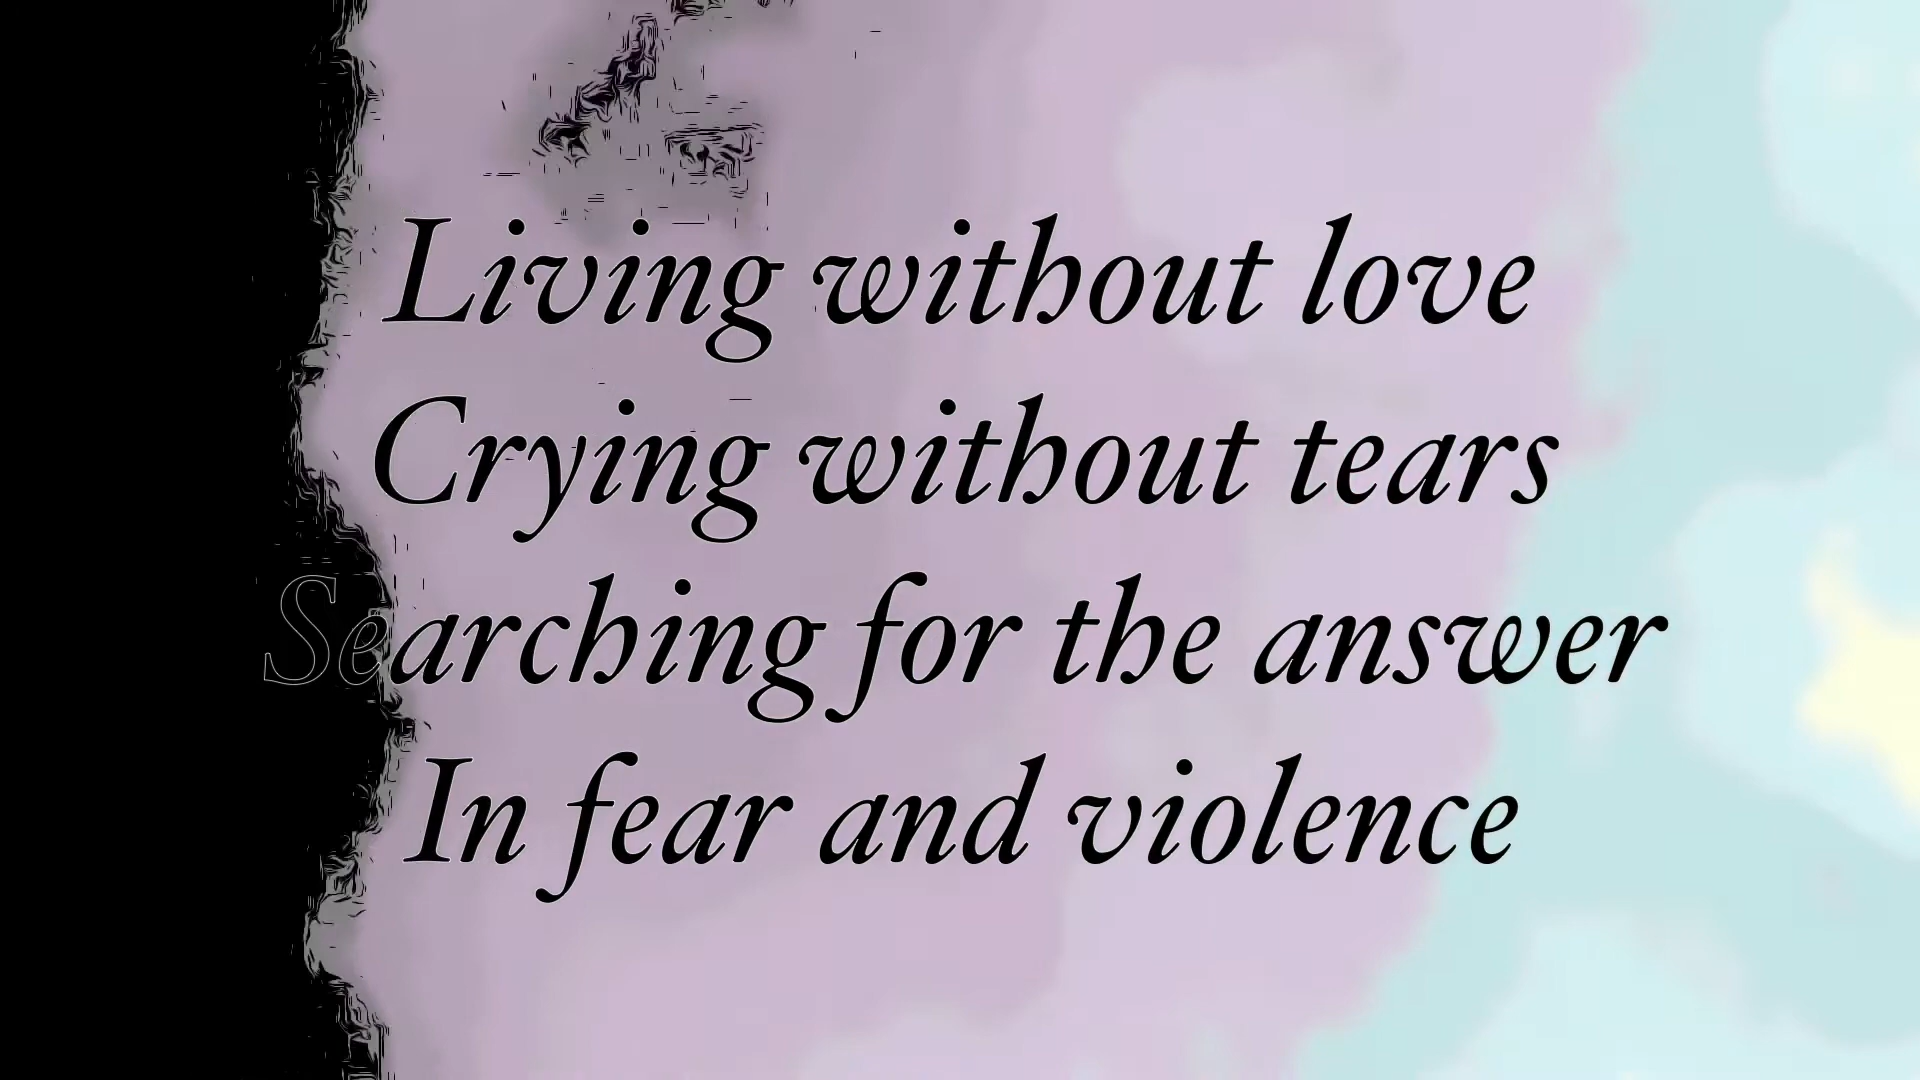 Living without love
Crying without tears
Searching for the answer
In fear and violence